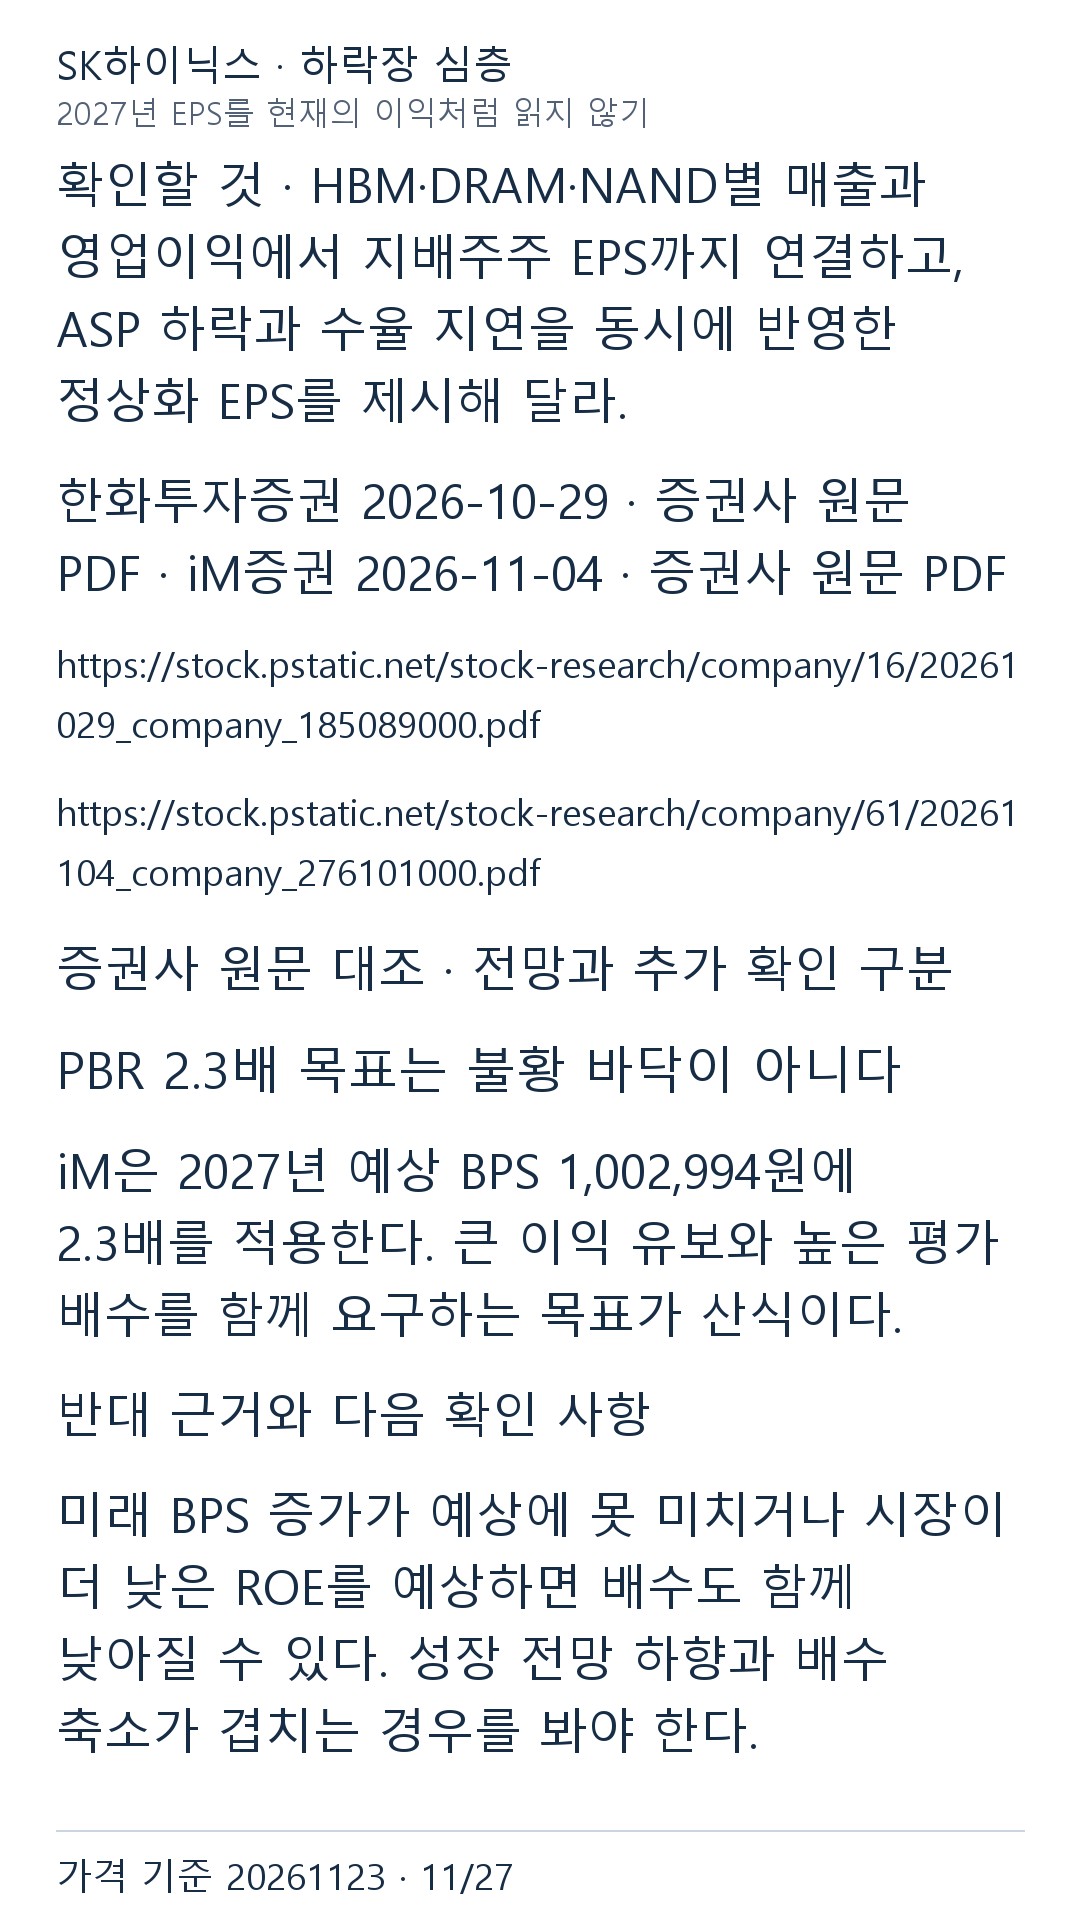 SK하이닉스 · 하락장 심층
2027년 EPS를 현재의 이익처럼 읽지 않기
확인할 것 · HBM·DRAM·NAND별 매출과
영업이익에서 지배주주 EPS까지 연결하고,
ASP 하락과 수율 지연을 동시에 반영한
정상화 EPS를 제시해 달라.
한화투자증권 2026-10-29 · 증권사 원문
PDF · iM증권 2026-11-04 · 증권사 원문 PDF
https://stock.pstatic.net/stock-research/company/16/20261
029_company_185089000.pdf
https://stock.pstatic.net/stock-research/company/61/20261
104_company_276101000.pdf
증권사 원문 대조 · 전망과 추가 확인 구분
PBR 2.3배 목표는 불황 바닥이 아니다
iM은 2027년 예상 BPS 1,002,994원에
2.3배를 적용한다. 큰 이익 유보와 높은 평가
배수를 함께 요구하는 목표가 산식이다.
반대 근거와 다음 확인 사항
미래 BPS 증가가 예상에 못 미치거나 시장이
더 낮은 ROE를 예상하면 배수도 함께
낮아질 수 있다. 성장 전망 하향과 배수
축소가 겹치는 경우를 봐야 한다.
가격 기준 20261123 · 11/27